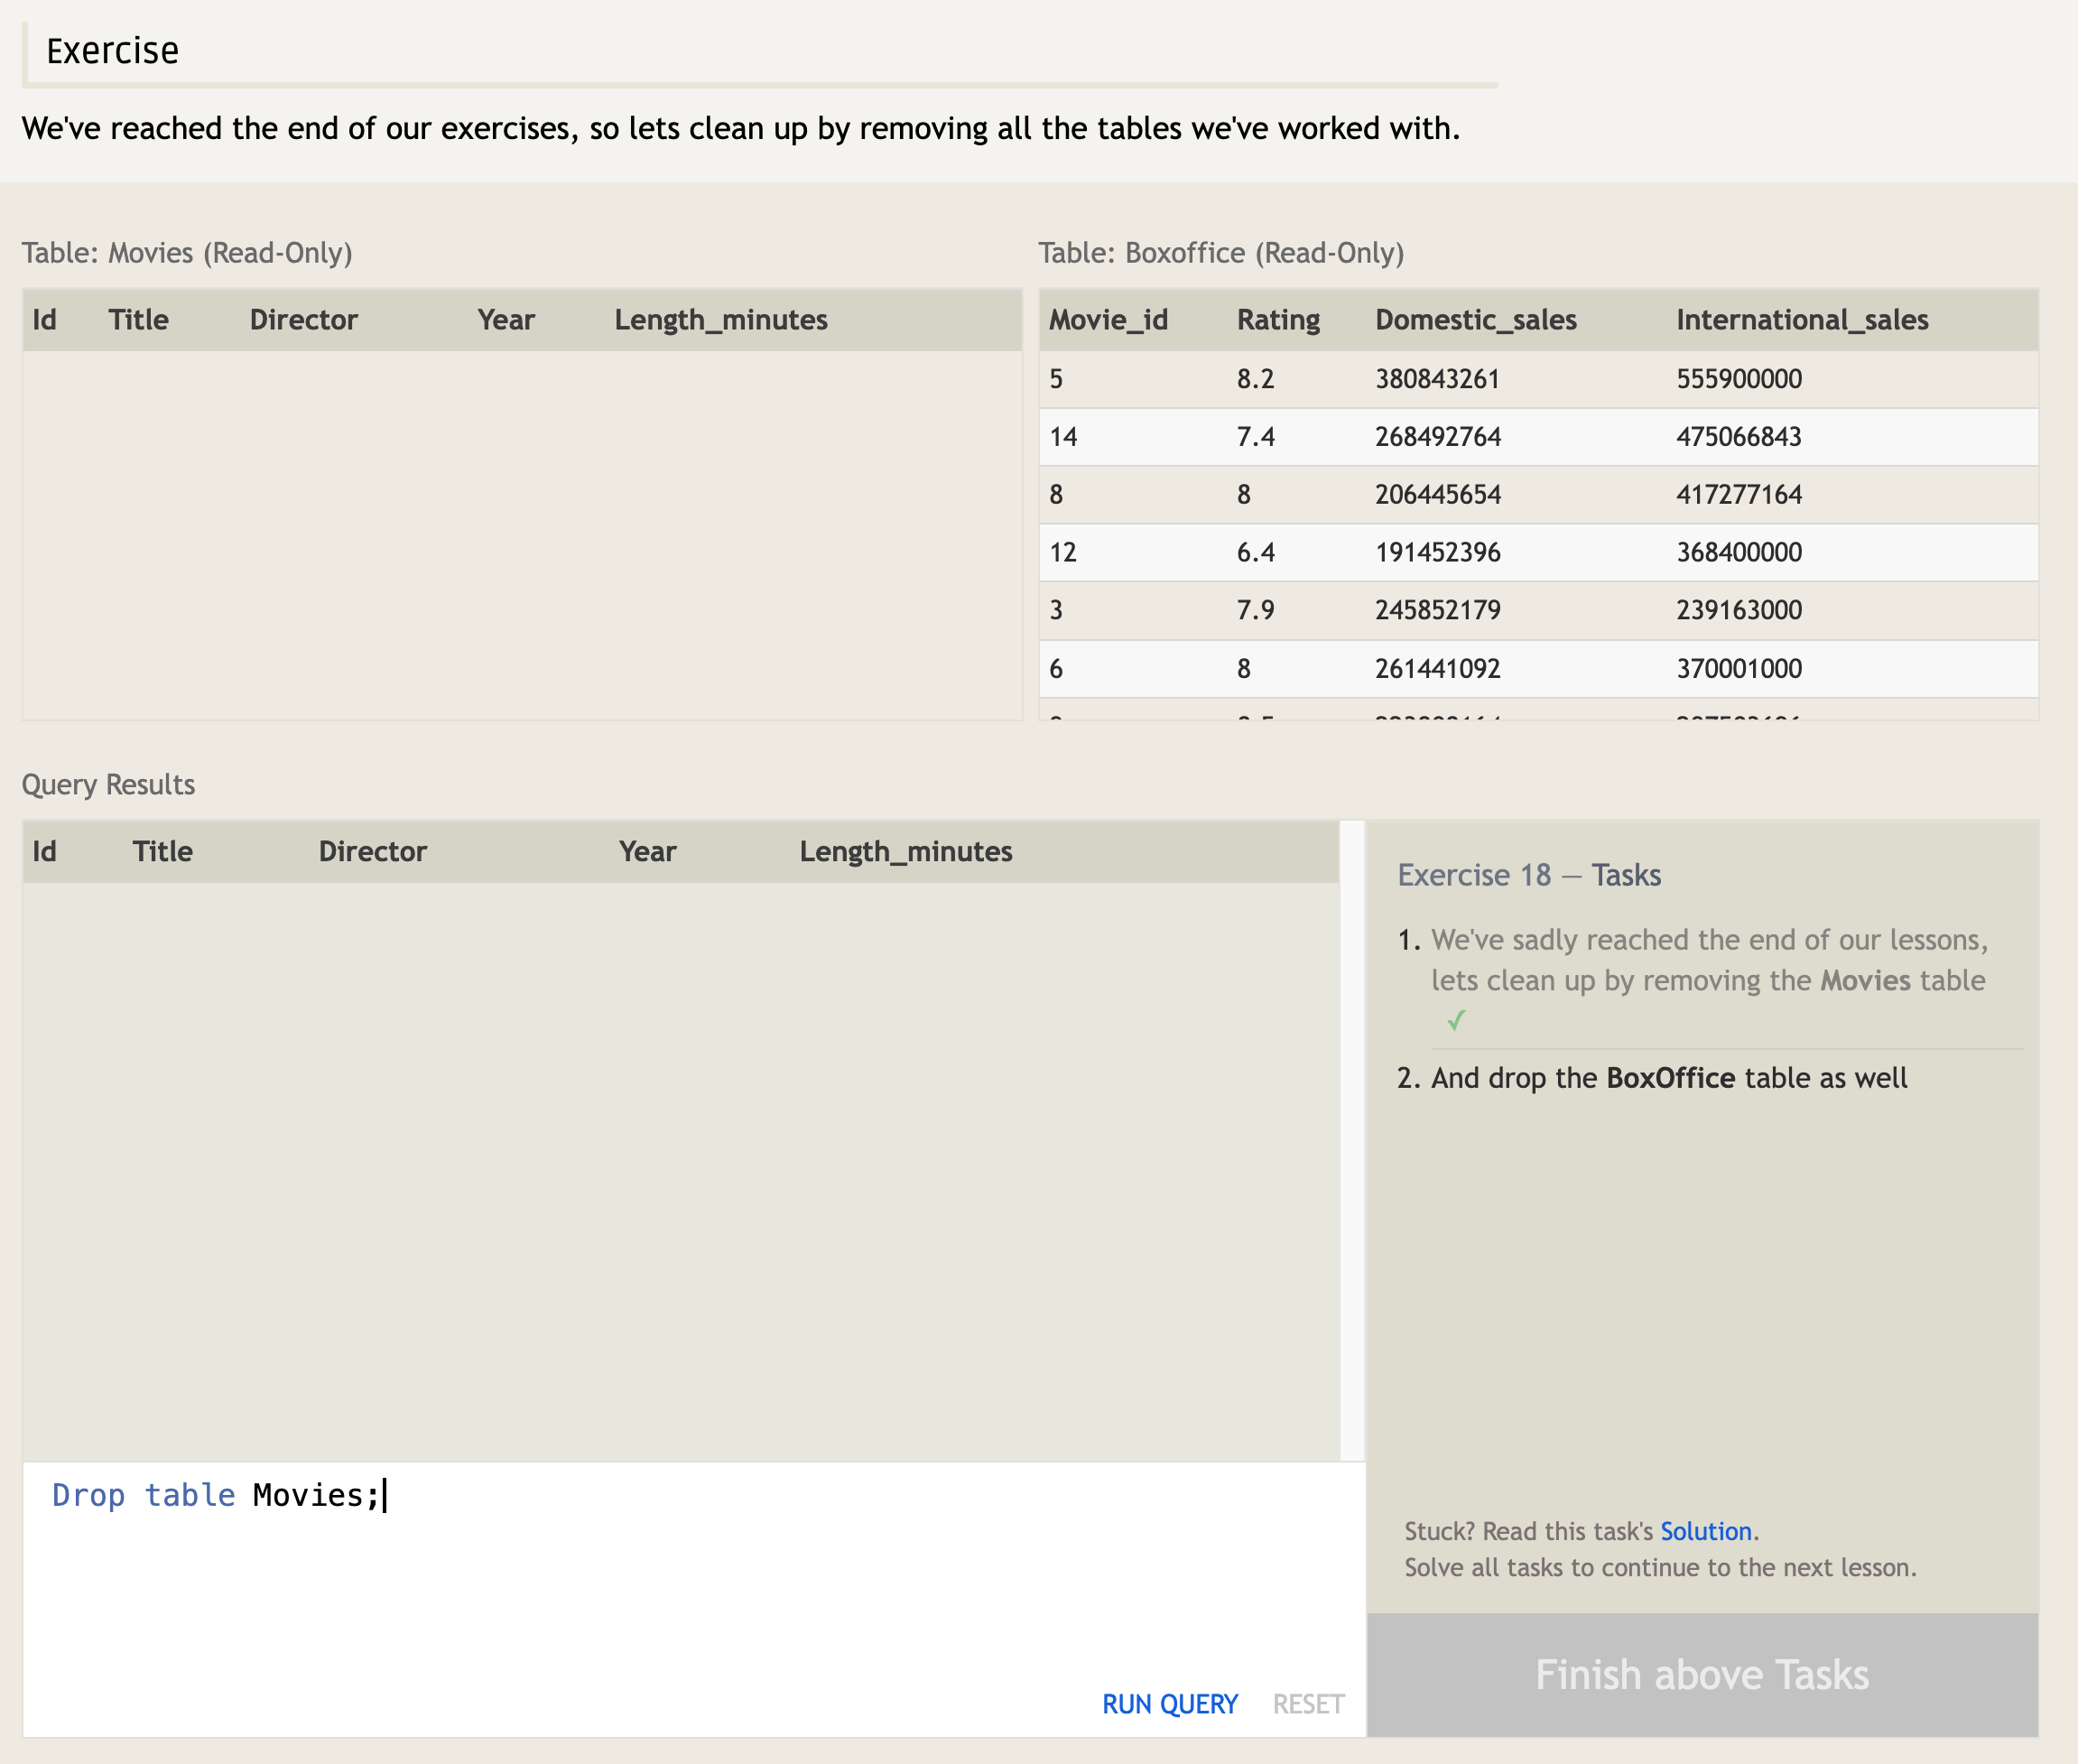 Exercise
We've reached the end of our exercises, so lets clean up by removing all the tables we've worked with.
Table: Movies (Read-Only)
Id Title Director Year Length_minutes
Table: Boxoffice (Read-Only)
Movie_id Rating Domestic_sales International_sales
5 8.2 380843261 555900000
14 7.4 268492764 475066843
8 8 206445654 417277164
12 6.4 191452396 368400000
3 7.9 245852179 239163000
6 8 261441092 370001000
Query Results
Id Title Director Year Length_minutes
Drop table Movies;
RUN QUERY RESET
Exercise 18 — Tasks
1. We've sadly reached the end of our lessons,
lets clean up by removing the Movies table
✓
2. And drop the BoxOffice table as well
Stuck? Read this task's Solution.
Solve all tasks to continue to the next lesson.
Finish above Tasks